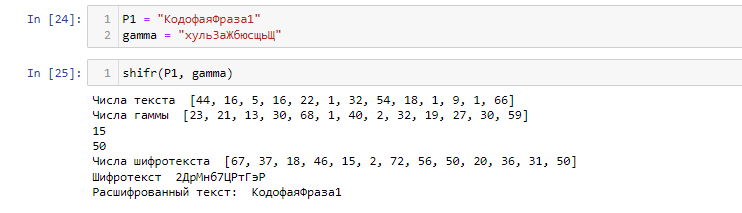 In [24]:
1 P1 = "КодофаяФраза1"
2 gamma = "хуль3аЖбюсщьЩ"
In [25]:
1 shifr(P1, gamma)
Числа текста [44, 16, 5, 16, 22, 1, 32, 54, 18, 1, 9, 1, 66]
Числа гаммы [23, 21, 13, 30, 68, 1, 40, 2, 32, 19, 27, 30, 59]
15
50
Числа шифротекста [67, 37, 18, 46, 15, 2, 72, 56, 50, 20, 36, 31, 50]
Шифротекст 2ДрМнб7ЦРтГэР
Расшифрованный текст: КодофаяФраза1